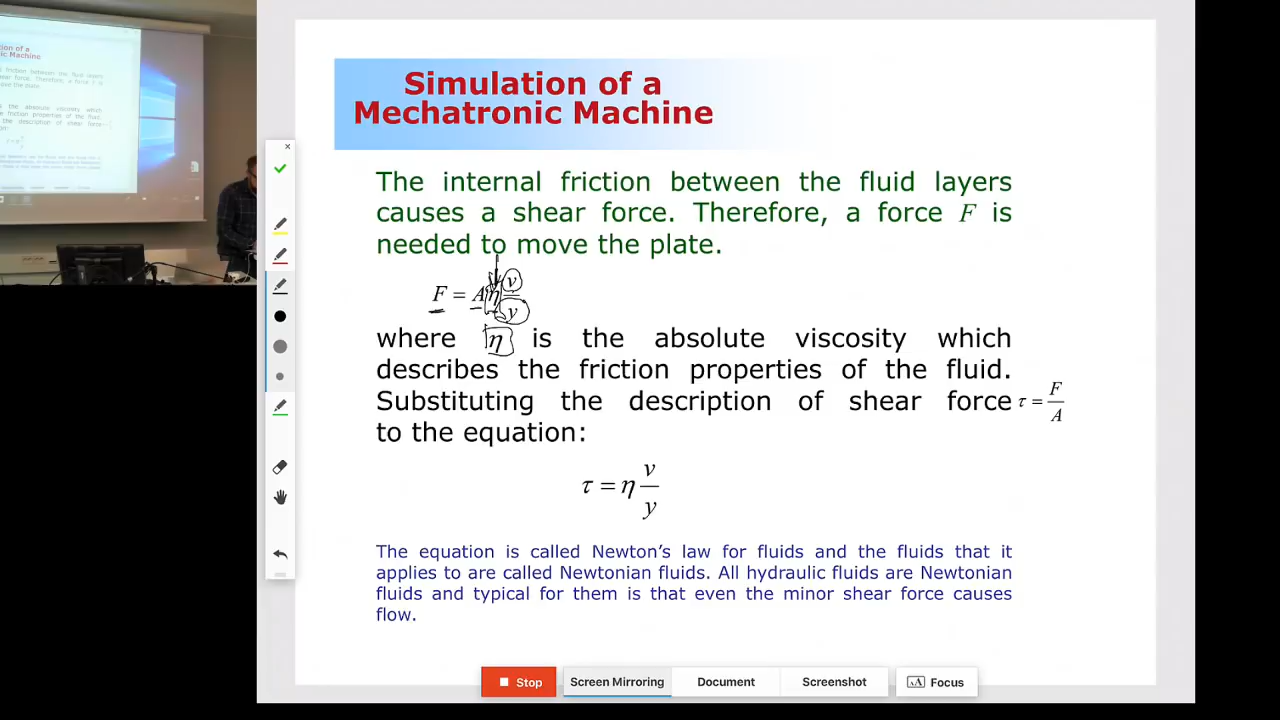 Simulation of a
Mechatronic Machine
The internal friction between the fluid layers
causes a shear force. Therefore, a force F is
needed to move the plate.
F = Aη v/y
where η is the absolute viscosity which
describes the friction properties of the fluid.
Substituting the description of shear force τ = F/A
to the equation:
τ = η v/y
The equation is called Newton's law for fluids and the fluids that it
applies to are called Newtonian fluids. All hydraulic fluids are Newtonian
fluids and typical for them is that even the minor shear force causes
flow.
Stop
Screen Mirroring
Document
Screenshot
AA Focus